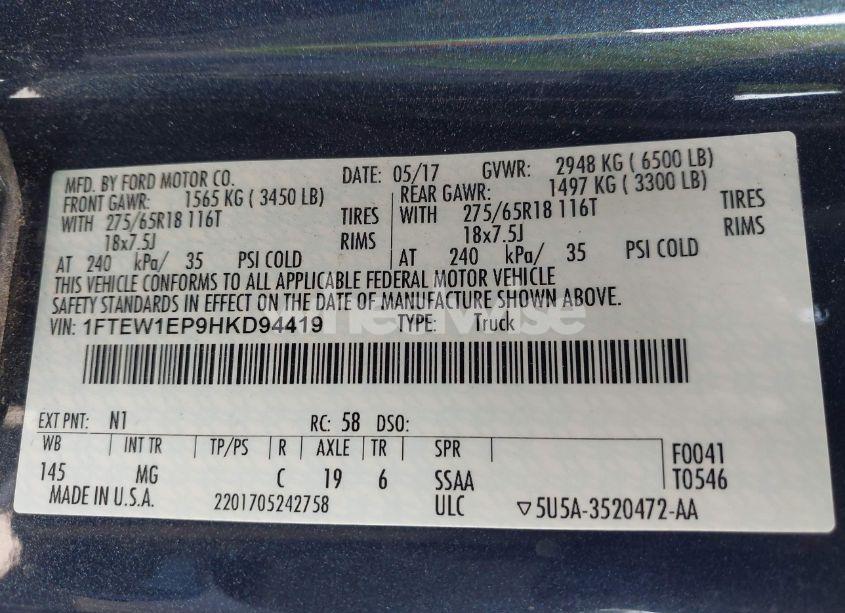 MFD. BY FORD MOTOR CO. DATE: 05/17 GVWR: 2948 KG ( 6500 LB)
FRONT GAWR: 1565 KG ( 3450 LB) REAR GAWR: 1497 KG ( 3300 LB)
WITH 275/65R18 116T TIRES WITH 275/65R18 116T TIRES
18x7.5J RIMS 18x7.5J RIMS
AT 240 kPa/ 35 PSI COLD AT 240 kPa/ 35 PSI COLD
THIS VEHICLE CONFORMS TO ALL APPLICABLE FEDERAL MOTOR VEHICLE
SAFETY STANDARDS IN EFFECT ON THE DATE OF MANUFACTURE SHOWN ABOVE.
VIN: 1FTEW1EP9HKD94419 TYPE: Truck
EXT PNT: N1 RC: 58 DSO:
WB INT TR TP/PS R AXLE TR SPR F0041
145 MG C 19 6 SSAA T0546
MADE IN U.S.A. 2201705242758 ULC ▽5U5A-3520472-AA